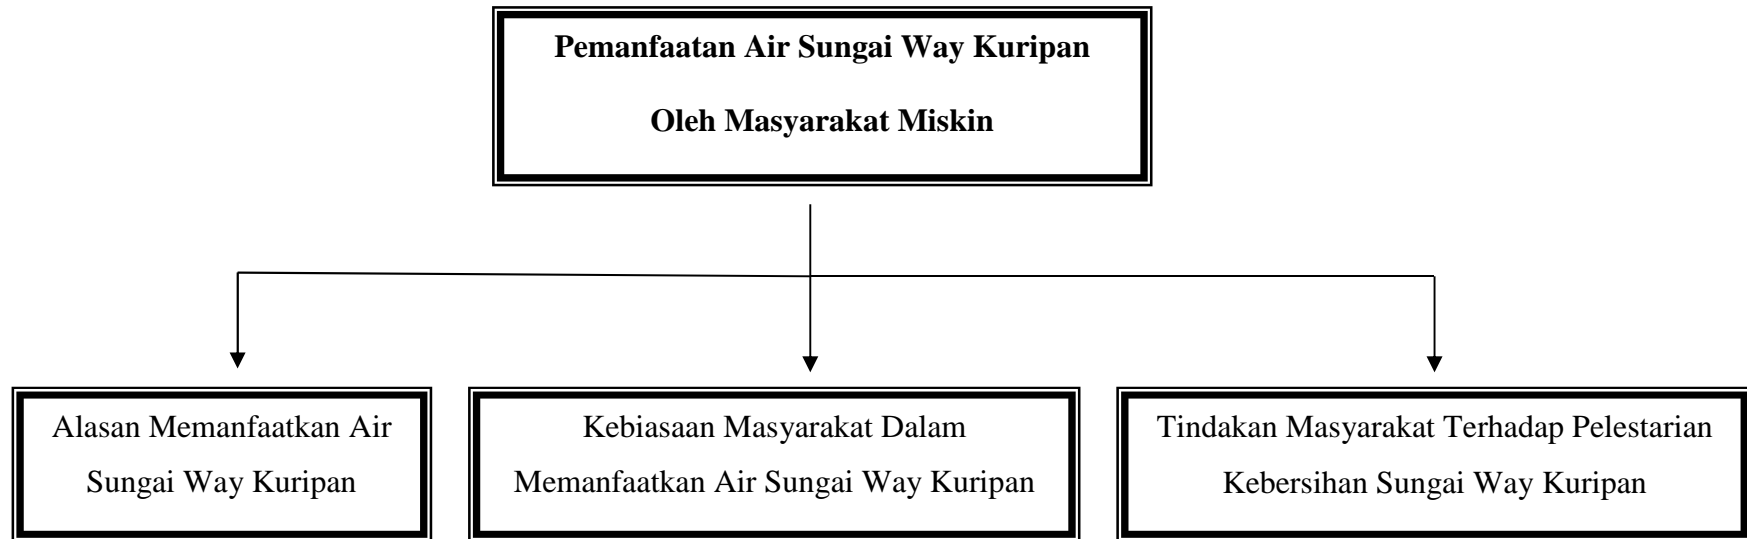 Pemanfaatan Air Sungai Way Kuripan
Oleh Masyarakat Miskin
Alasan Memanfaatkan Air
Sungai Way Kuripan
Kebiasaan Masyarakat Dalam
Memanfaatkan Air Sungai Way Kuripan
Tindakan Masyarakat Terhadap Pelestarian
Kebersihan Sungai Way Kuripan